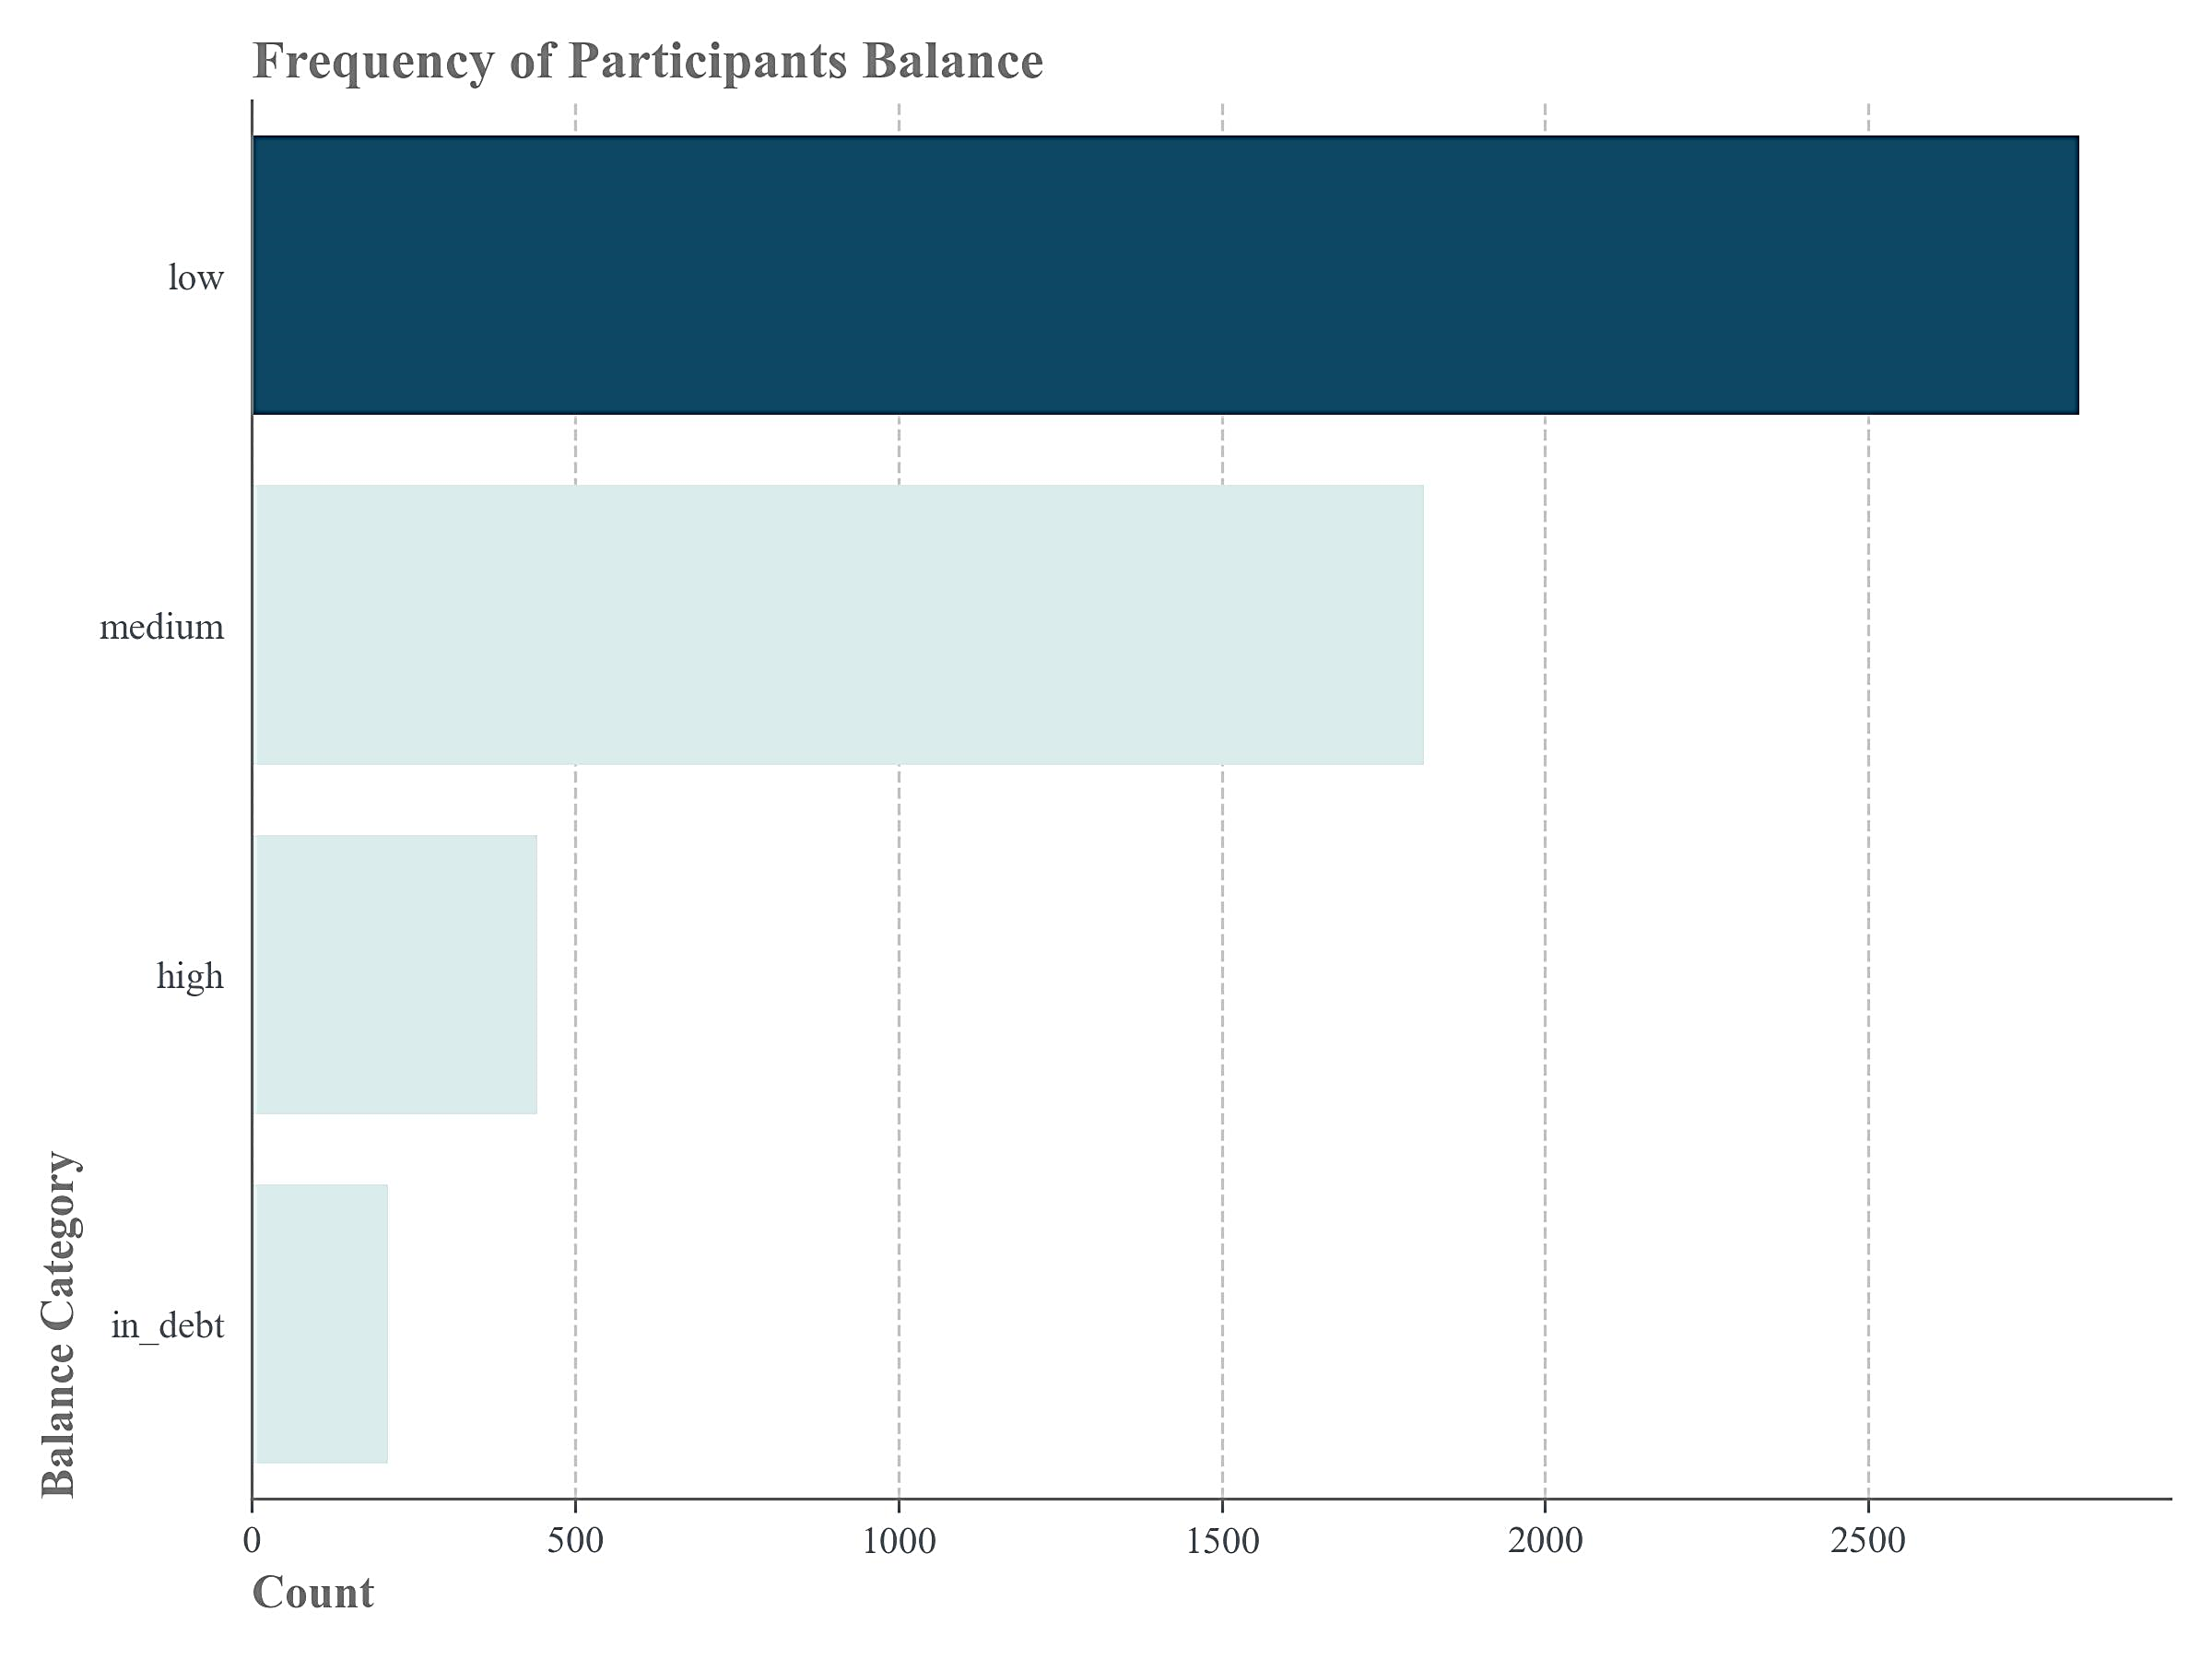 Frequency of Participants Balance
low
medium
high
in_debt
Balance Category
0 500 1000 1500 2000 2500
Count